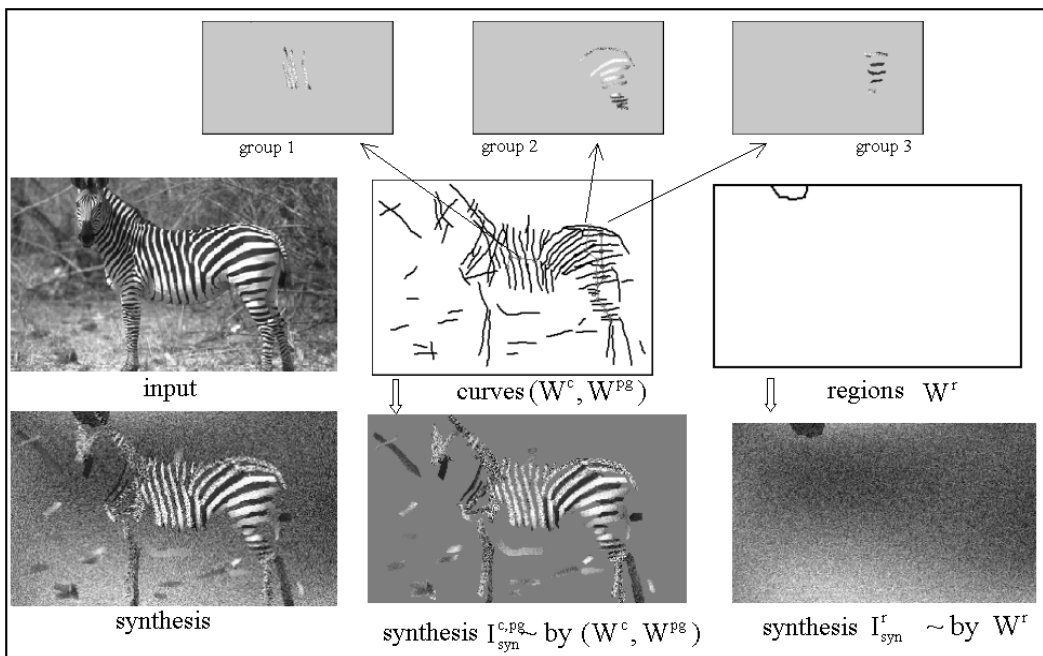 group 1
group 2
group 3
input
curves (W^c, W^pg)
regions W^r
synthesis
synthesis I_syn^c,pg ~ by (W^c, W^pg)
synthesis I_syn^r ~ by W^r